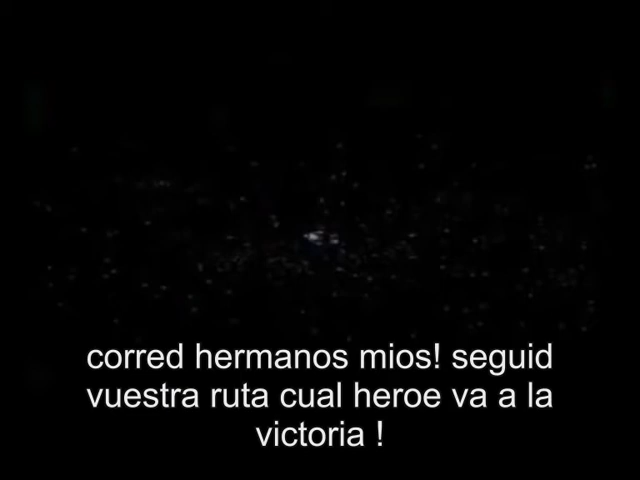 corred hermanos mios! seguid
vuestra ruta cual heroe va a la
victoria !